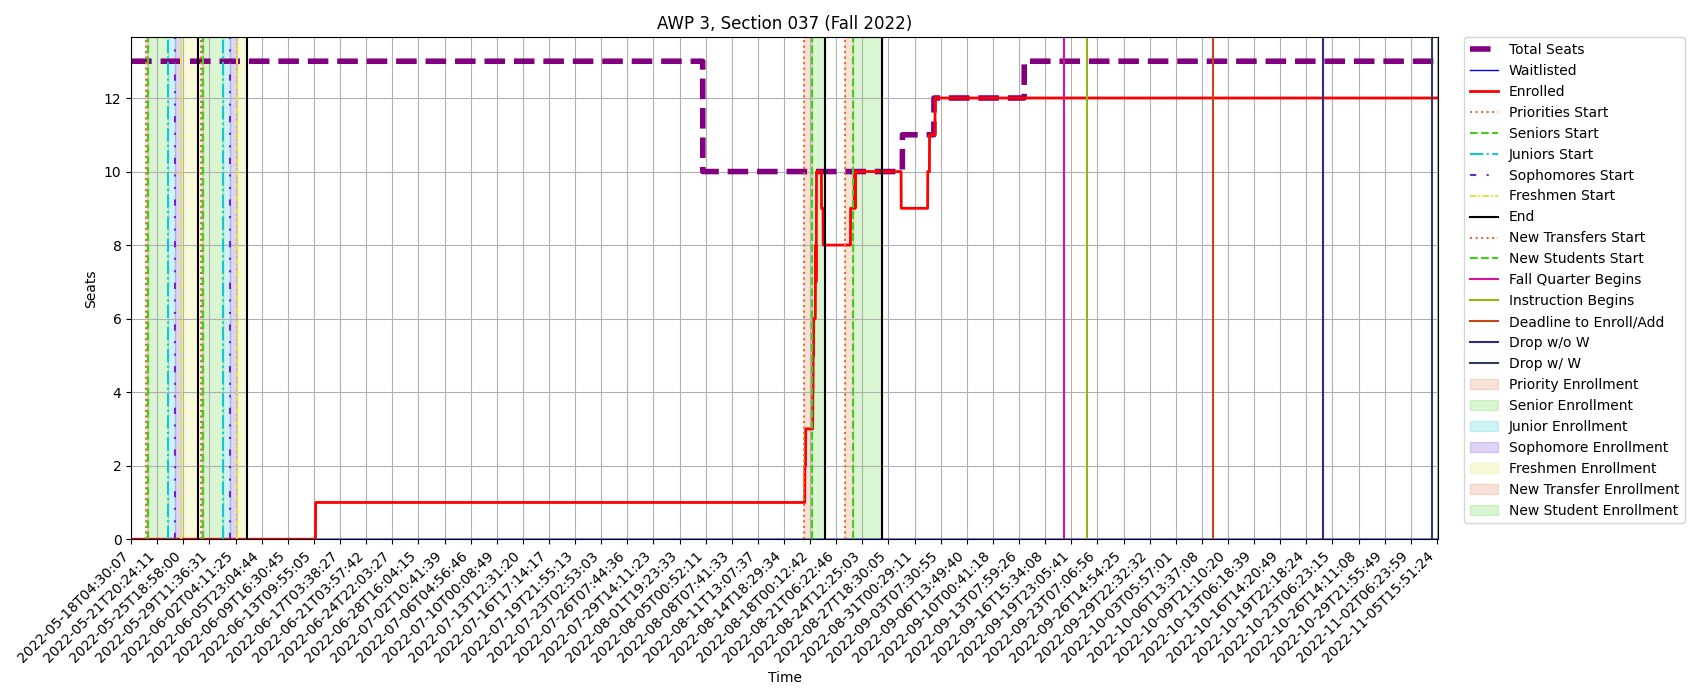 AWP 3, Section 037 (Fall 2022)
Seats
12
10
8
6
4
2
0
2022-05-18T04:30:07
2022-05-21T20:24:11
2022-05-25T18:58:00
2022-05-29T11:36:31
2022-06-02T04:11:25
2022-06-05T23:04:44
2022-06-09T16:30:45
2022-06-13T09:55:05
2022-06-17T03:38:27
2022-06-21T03:57:42
2022-06-24T22:03:27
2022-06-28T16:04:15
2022-07-02T10:41:39
2022-07-06T04:56:46
2022-07-10T00:08:49
2022-07-13T12:31:20
2022-07-16T17:14:17
2022-07-19T21:55:13
2022-07-23T02:53:03
2022-07-26T07:44:36
2022-07-29T14:11:23
2022-08-01T19:23:33
2022-08-05T00:52:11
2022-08-08T07:41:33
2022-08-11T13:07:37
2022-08-14T18:29:34
2022-08-18T00:12:42
2022-08-21T06:22:46
2022-08-24T12:25:03
2022-08-27T18:30:05
2022-08-31T00:29:11
2022-09-03T07:30:55
2022-09-06T13:49:40
2022-09-10T00:41:18
2022-09-13T07:59:26
2022-09-16T15:34:08
2022-09-19T23:05:41
2022-09-23T07:06:56
2022-09-26T14:54:25
2022-09-29T22:32:32
2022-10-03T05:57:01
2022-10-06T13:37:08
2022-10-09T21:10:20
2022-10-13T06:18:39
2022-10-16T14:20:49
2022-10-19T22:18:24
2022-10-23T06:23:15
2022-10-26T14:11:08
2022-10-29T21:55:49
2022-11-02T06:23:59
2022-11-05T15:51:24
Time
Total Seats
Waitlisted
Enrolled
Priorities Start
Seniors Start
Juniors Start
Sophomores Start
Freshmen Start
End
New Transfers Start
New Students Start
Fall Quarter Begins
Instruction Begins
Deadline to Enroll/Add
Drop w/o W
Drop w/ W
Priority Enrollment
Senior Enrollment
Junior Enrollment
Sophomore Enrollment
Freshmen Enrollment
New Transfer Enrollment
New Student Enrollment